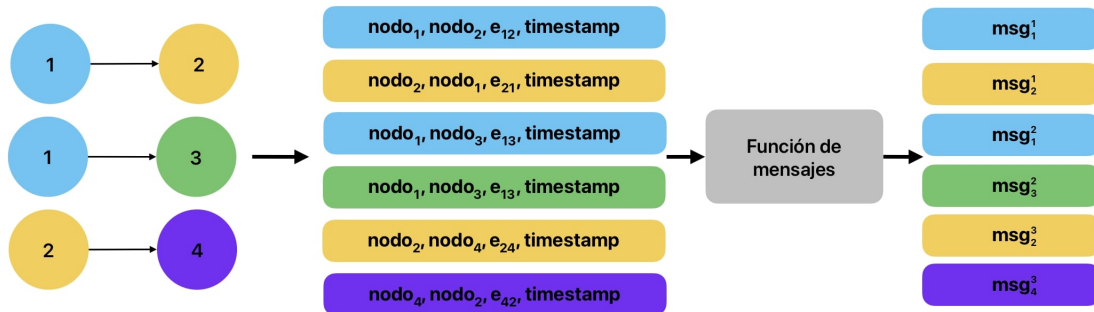 1
2
nodo₁, nodo₂, e₁₂, timestamp
msg₁¹
nodo₂, nodo₁, e₂₁, timestamp
msg₂¹
1
3
nodo₁, nodo₃, e₁₃, timestamp
Función de
mensajes
msg₁²
nodo₁, nodo₃, e₁₃, timestamp
msg₃²
2
4
nodo₂, nodo₄, e₂₄, timestamp
msg₂³
nodo₄, nodo₂, e₄₂, timestamp
msg₄³